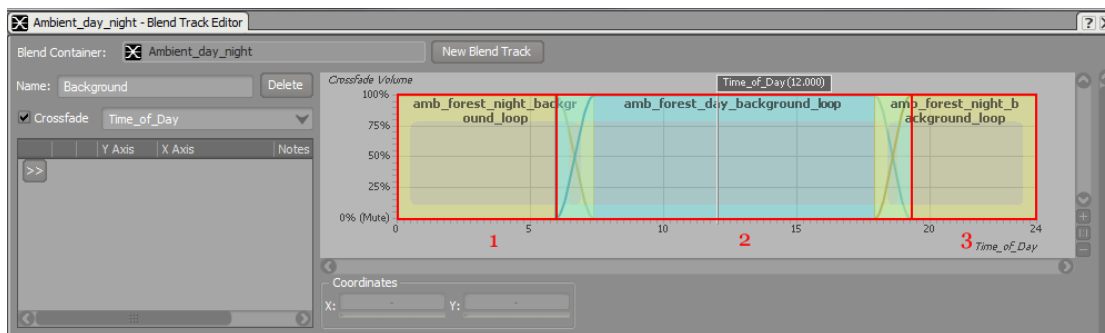 Ambient_day_night - Blend Track Editor
?
Blend Container: Ambient_day_night New Blend Track
Name: Background Delete
Crossfade Time_of_Day
Y Axis X Axis Notes
>>
Crossfade Volume
Time_of_Day (12.000)
100%
75%
50%
25%
0% (Mute)
amb_forest_night_backgr
ound_loop
amb_forest_day_background_loop
amb_forest_night_b
ackground_loop
0 5 10 15 20 24
1 2 3 Time_of_Day
1:1
Coordinates
X: - Y: -